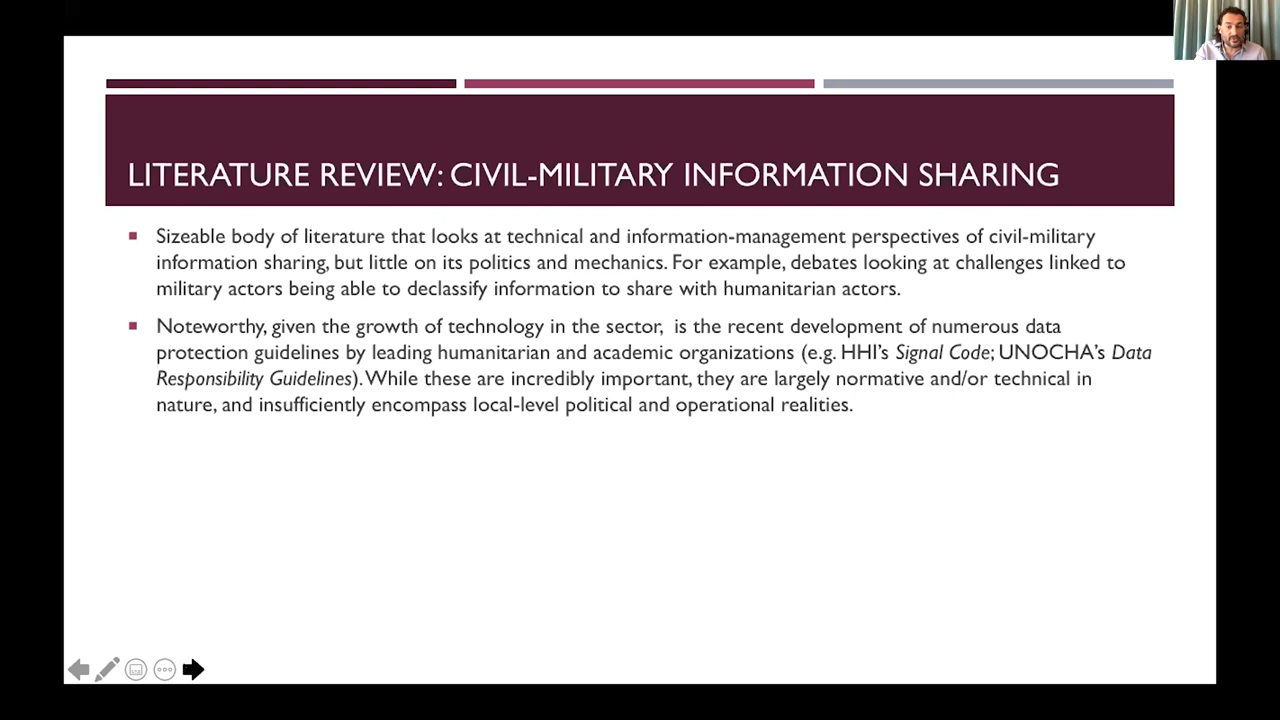 LITERATURE REVIEW: CIVIL-MILITARY INFORMATION SHARING
Sizeable body of literature that looks at technical and information-management perspectives of civil-military
information sharing, but little on its politics and mechanics. For example, debates looking at challenges linked to
military actors being able to declassify information to share with humanitarian actors.
Noteworthy, given the growth of technology in the sector,  is the recent development of numerous data
protection guidelines by leading humanitarian and academic organizations (e.g. HHI's Signal Code; UNOCHA's Data
Responsibility Guidelines). While these are incredibly important, they are largely normative and/or technical in
nature, and insufficiently encompass local-level political and operational realities.